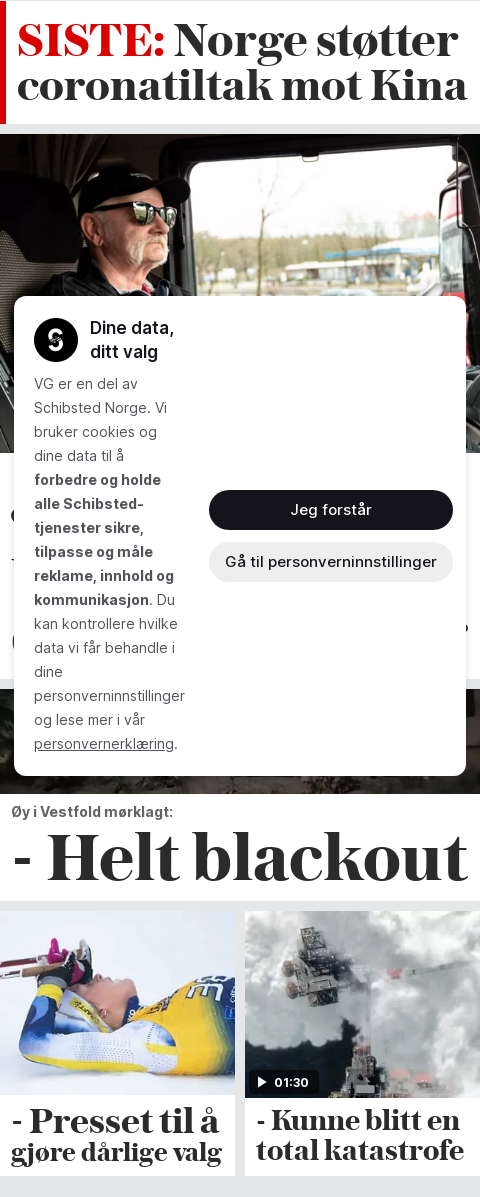 SISTE: Norge støtter
coronatiltak mot Kina
Dine data,
ditt valg
VG er en del av
Schibsted Norge. Vi
bruker cookies og
dine data til å
forbedre og holde
alle Schibsted-
tjenester sikre,
tilpasse og måle
reklame, innhold og
kommunikasjon. Du
kan kontrollere hvilke
data vi får behandle i
dine
personverninnstillinger
og lese mer i vår
personvernerklæring.
Jeg forstår
Gå til personverninnstillinger
Øy i Vestfold mørklagt:
- Helt blackout
01:30
- Presset til å
gjøre dårlige valg
- Kunne blitt en
total katastrofe